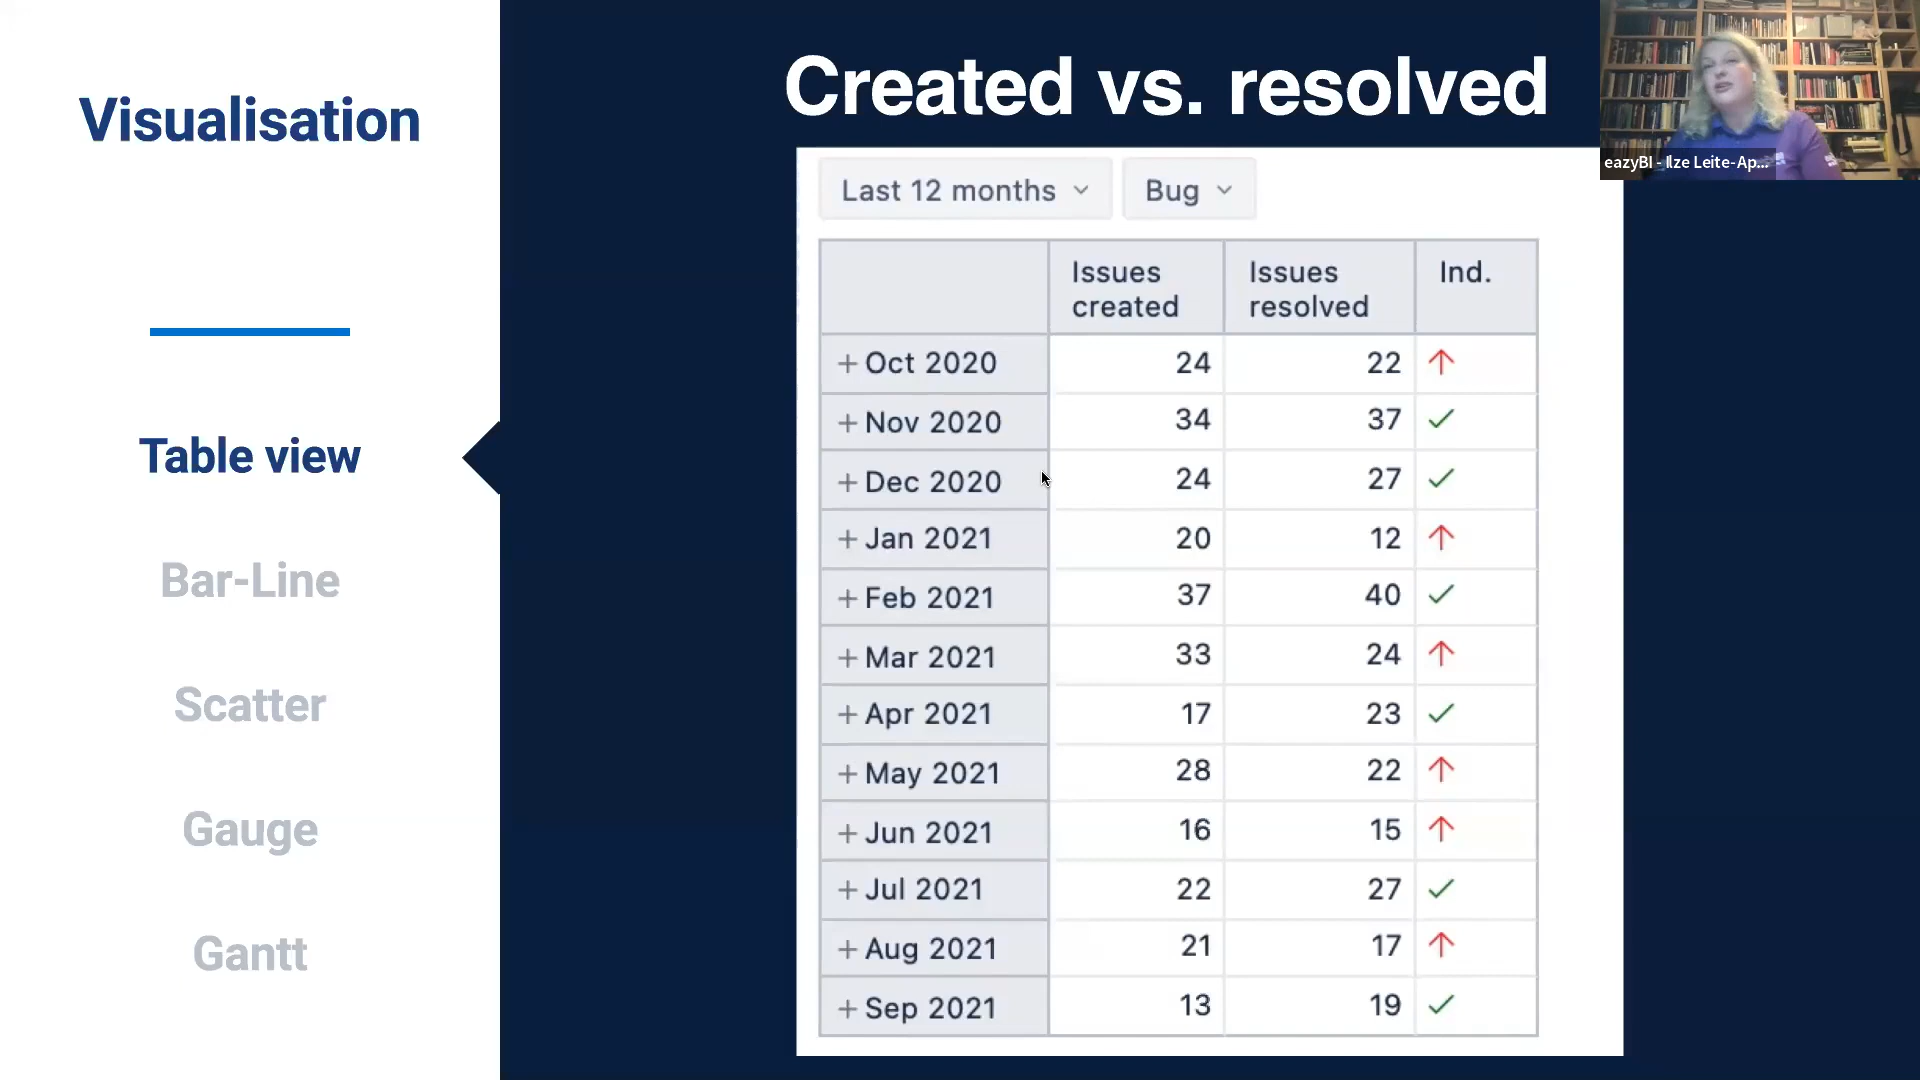 Visualisation
Table view
Bar-Line
Scatter
Gauge
Gantt
Created vs. resolved
eazyBI - Ilze Leite-Ap...
Last 12 months Bug
Issues created Issues resolved Ind.
+ Oct 2020 24 22 ↑
+ Nov 2020 34 37 ✓
+ Dec 2020 24 27 ✓
+ Jan 2021 20 12 ↑
+ Feb 2021 37 40 ✓
+ Mar 2021 33 24 ↑
+ Apr 2021 17 23 ✓
+ May 2021 28 22 ↑
+ Jun 2021 16 15 ↑
+ Jul 2021 22 27 ✓
+ Aug 2021 21 17 ↑
+ Sep 2021 13 19 ✓